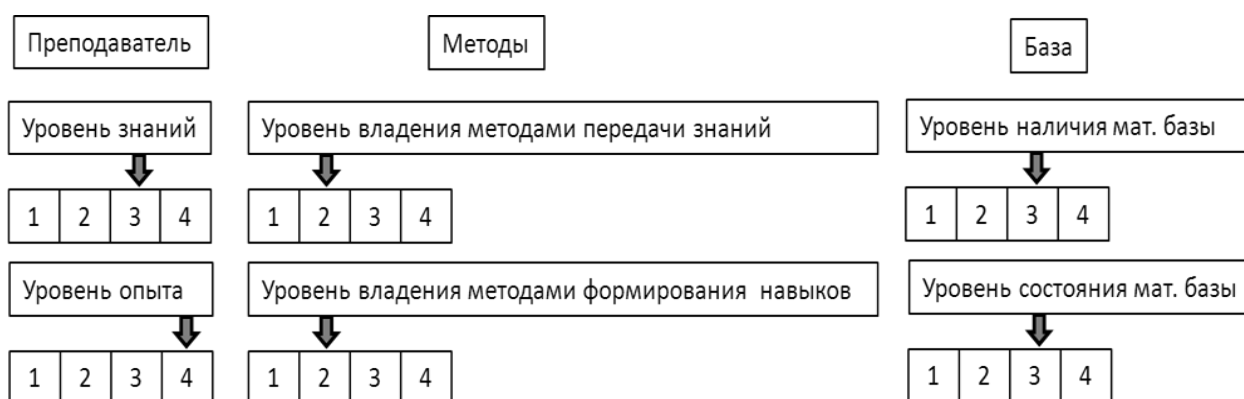 Преподаватель
Методы
База
Уровень знаний
Уровень владения методами передачи знаний
Уровень наличия мат. базы
1 2 3 4
1 2 3 4
1 2 3 4
Уровень опыта
Уровень владения методами формирования навыков
Уровень состояния мат. базы
1 2 3 4
1 2 3 4
1 2 3 4